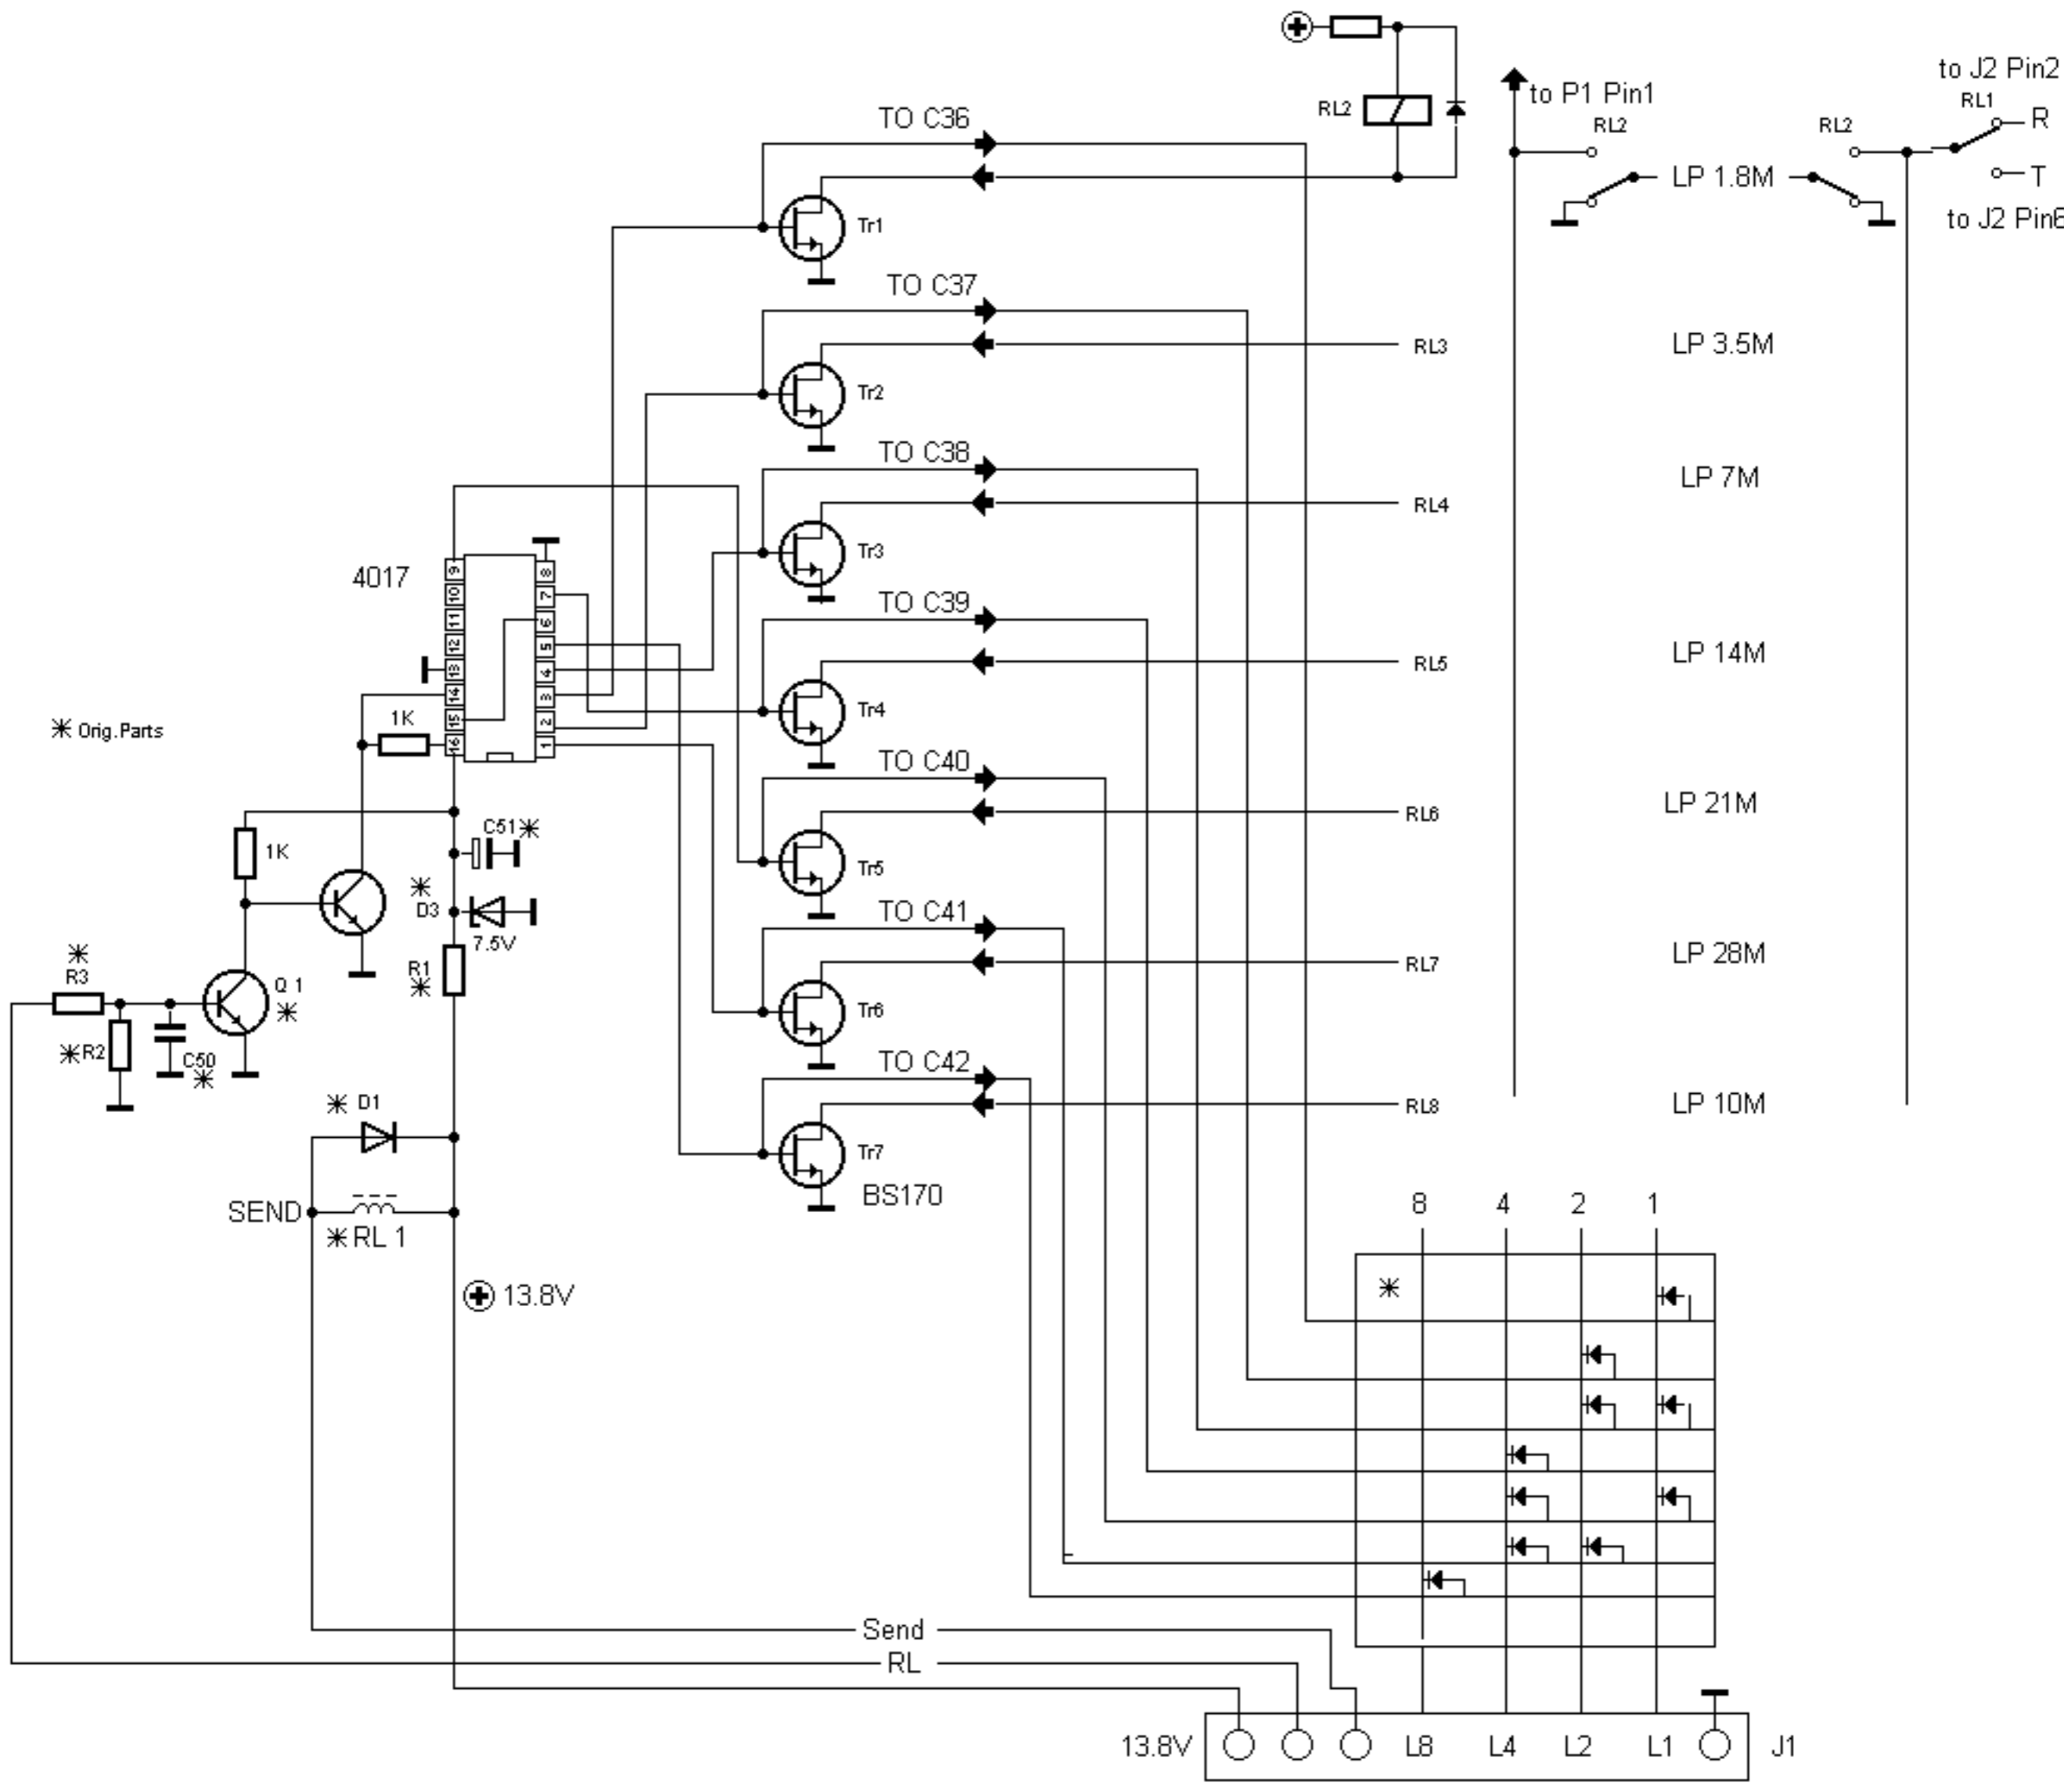 to J2 Pin2
TO C36
RL2
to P1 Pin1
RL2
RL2
RL1
R
LP 1.8M
T
Tr1
to J2 Pin6
TO C37
RL3
LP 3.5M
Tr2
TO C38
LP 7M
RL4
Tr3
4017
9
10
11
12
13
14
15
16
8
7
6
5
4
3
2
1
TO C39
RL5
LP 14M
Tr4
* Orig.Parts
1K
TO C40
RL6
LP 21M
1K
C51*
Tr5
*
D3
7.5V
TO C41
*
R3
R1
*
Q 1
*
RL7
LP 28M
Tr6
*R2
C50
*
TO C42
* D1
RL8
LP 10M
Tr7
BS170
SEND
* RL 1
8 4 2 1
*
13.8V
Send
RL
13.8V
L8
L4
L2
L1
J1